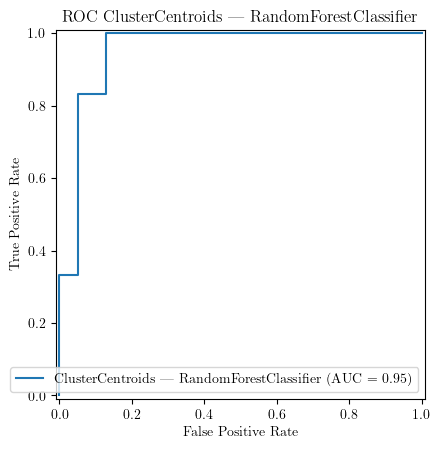 ROC ClusterCentroids — RandomForestClassifier
1.0
0.8
0.6
0.4
0.2
0.0
True Positive Rate
ClusterCentroids — RandomForestClassifier (AUC = 0.95)
0.0 0.2 0.4 0.6 0.8 1.0
False Positive Rate